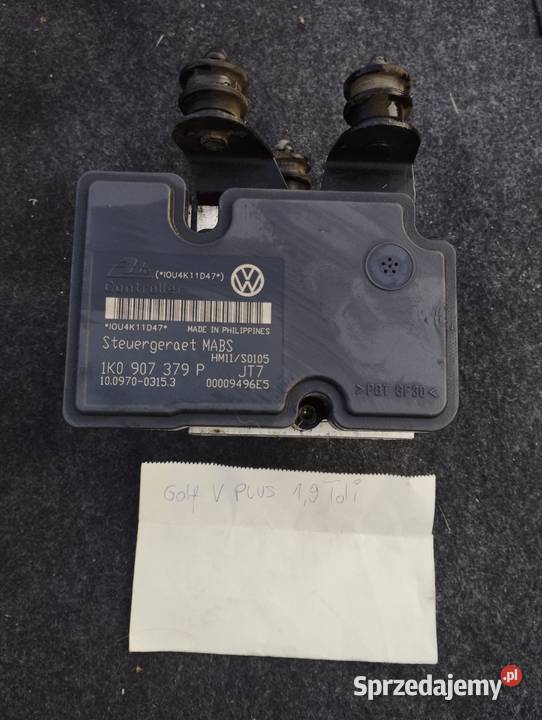 Ate (*IOU4K11D47*)
Controller
*IOU4K11D47* MADE IN PHILIPPINES
Steuergeraet MABS
HM11/S0105
1K0 907 379 P JT7
10.0970-0315.3 00009496E5
>PBT GF30<
Golf V PLUS 1,9 Tdi
Sprzedajemy.pl